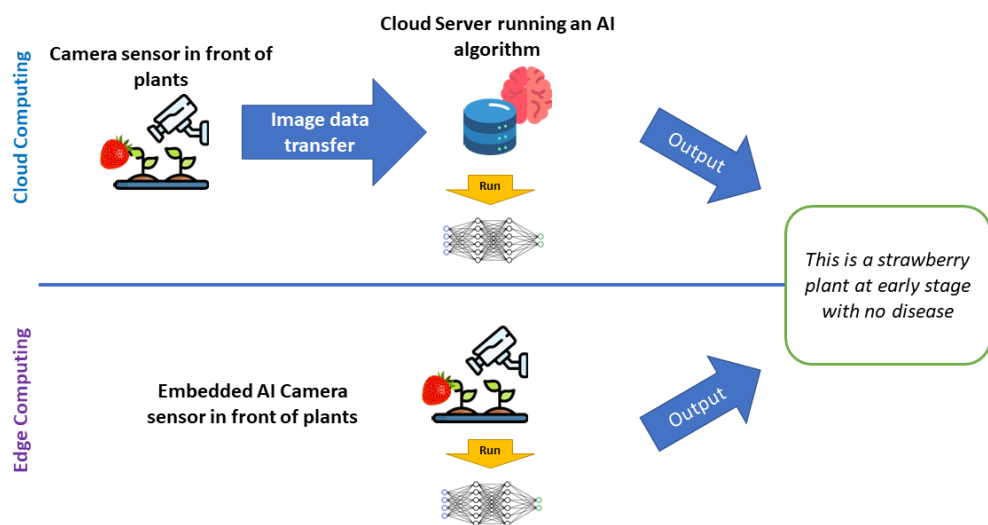 Cloud Computing
Camera sensor in front of
plants
Image data
transfer
Cloud Server running an AI
algorithm
Run
Output
This is a strawberry
plant at early stage
with no disease
Edge Computing
Embedded AI Camera
sensor in front of plants
Run
Output